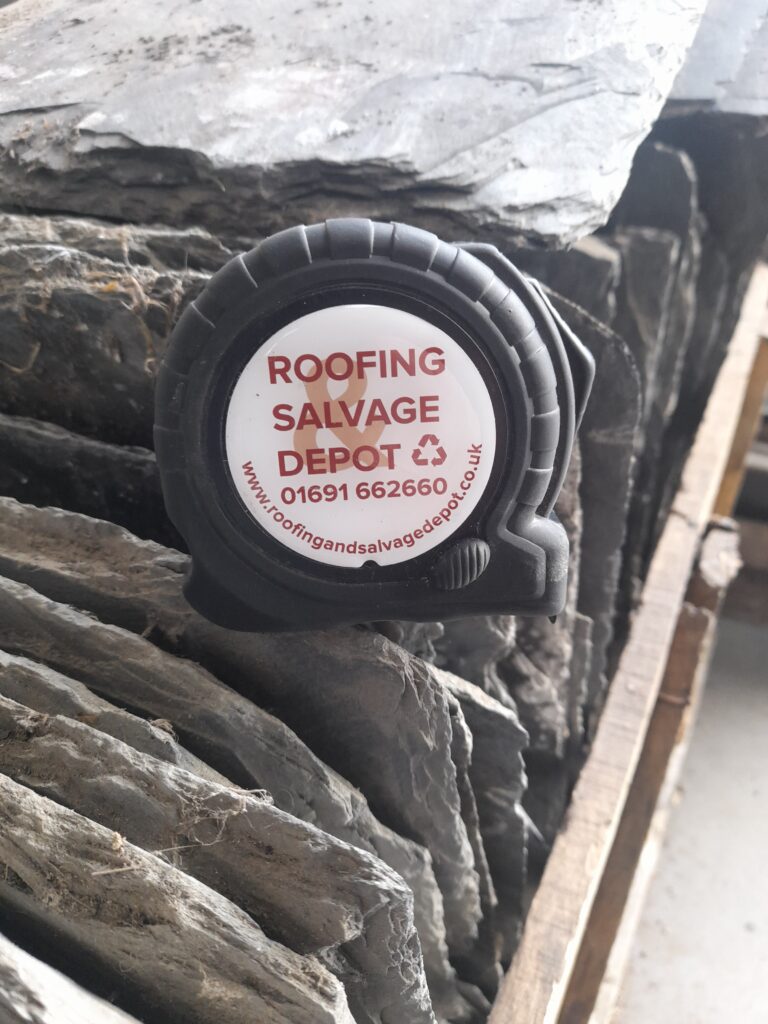 &
ROOFING
SALVAGE
DEPOT
01691 662660
www.roofingandsalvagedepot.co.uk